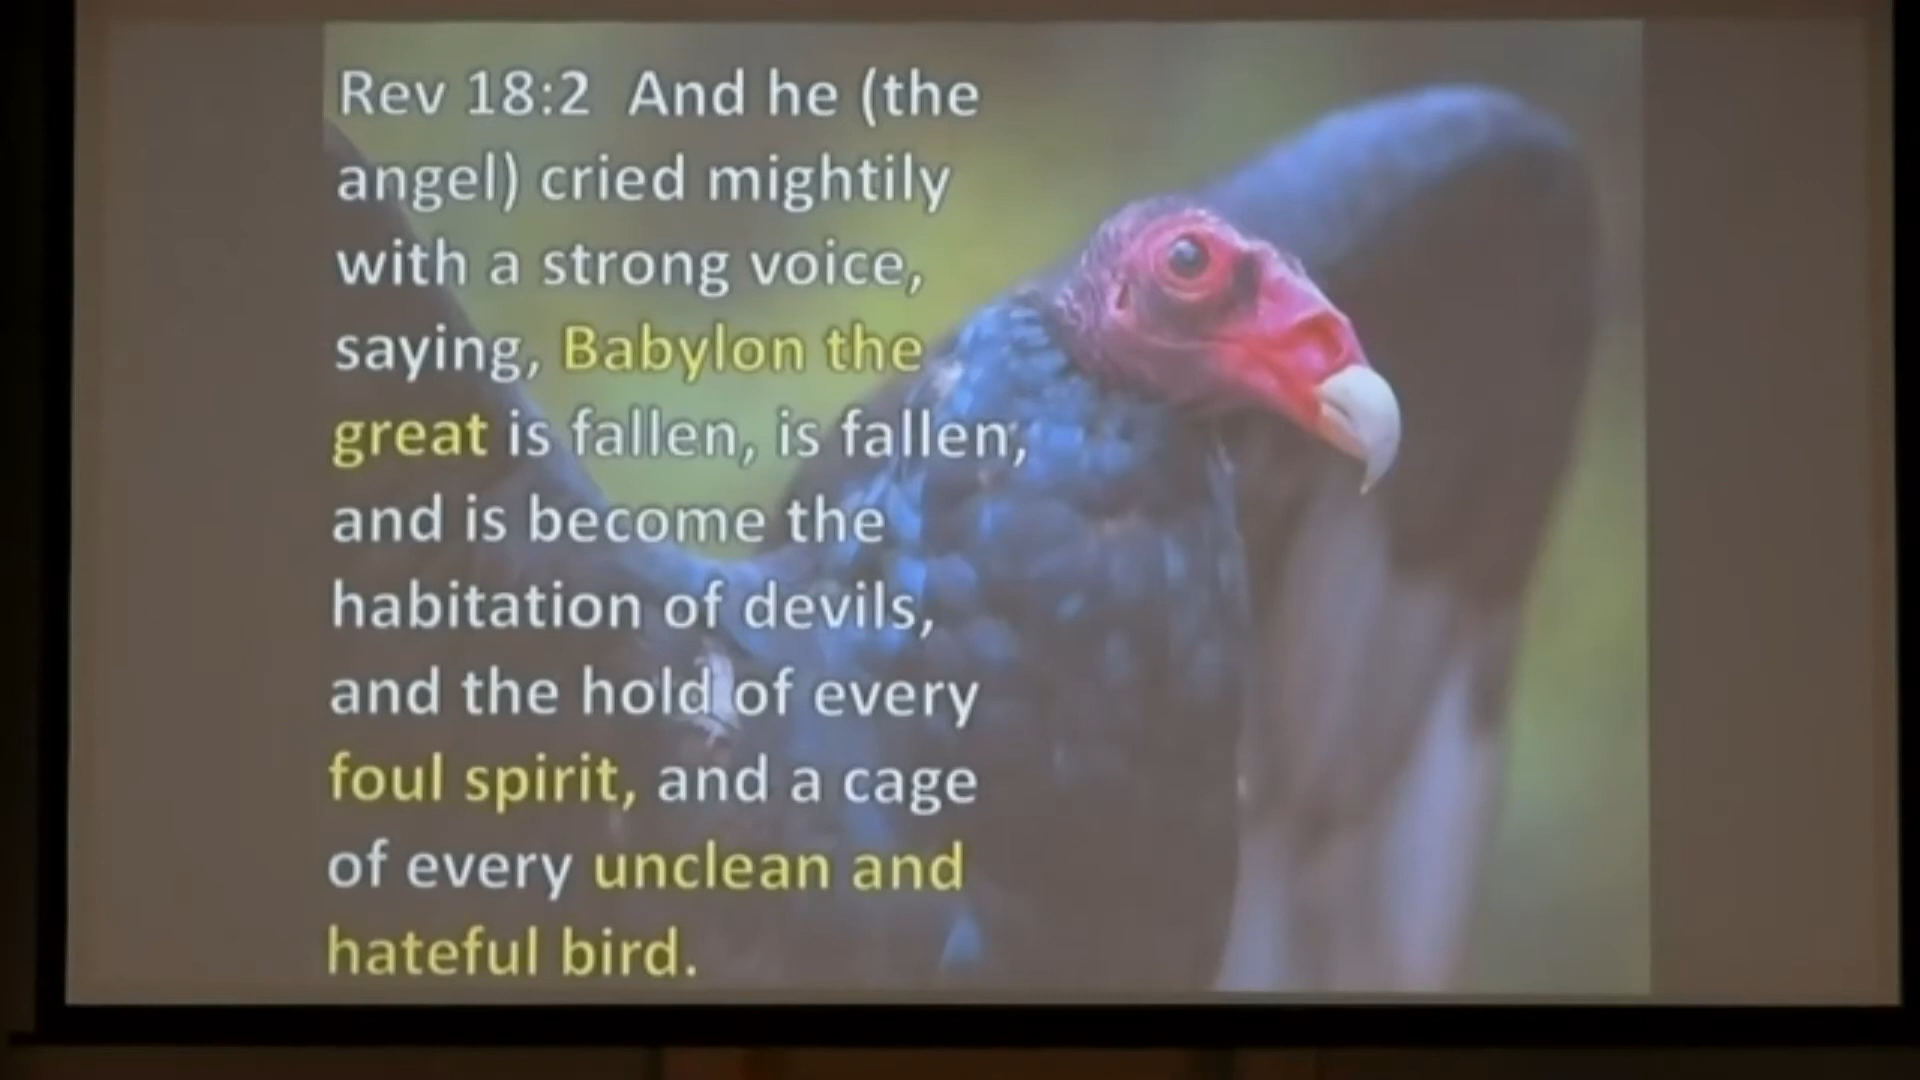 Rev 18:2 And he (the
angel) cried mightily
with a strong voice,
saying, Babylon the
great is fallen, is fallen,
and is become the
habitation of devils,
and the hold of every
foul spirit, and a cage
of every unclean and
hateful bird.